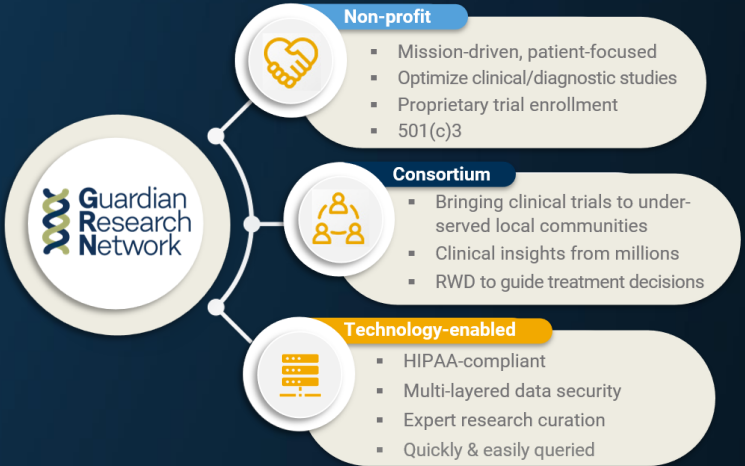 Guardian
Research
Network
Non-profit
▪ Mission-driven, patient-focused
▪ Optimize clinical/diagnostic studies
▪ Proprietary trial enrollment
▪ 501(c)3
Consortium
▪ Bringing clinical trials to under-
served local communities
▪ Clinical insights from millions
▪ RWD to guide treatment decisions
Technology-enabled
▪ HIPAA-compliant
▪ Multi-layered data security
▪ Expert research curation
▪ Quickly & easily queried